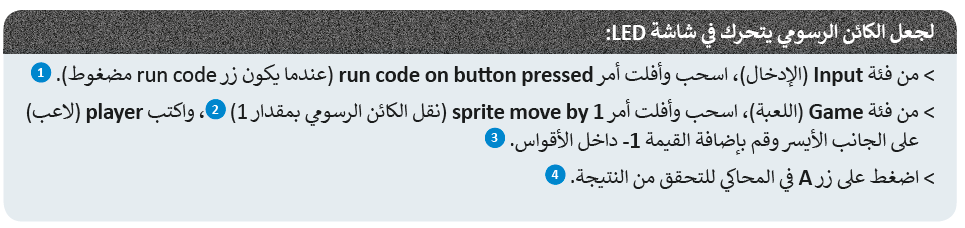 لجعل الكائن الرسومي يتحرك في شاشة LED:
> من فئة Input (الإدخال)، اسحب وأفلت أمر run code on button pressed (عندما يكون زر run code مضغوط). 1
> من فئة Game (اللعبة)، اسحب وأفلت أمر sprite move by 1 (نقل الكائن الرسومي بمقدار 1) 2، واكتب player (لاعب)
على الجانب الأيسر وقم بإضافة القيمة 1- داخل الأقواس. 3
> اضغط على زر A في المحاكي للتحقق من النتيجة. 4